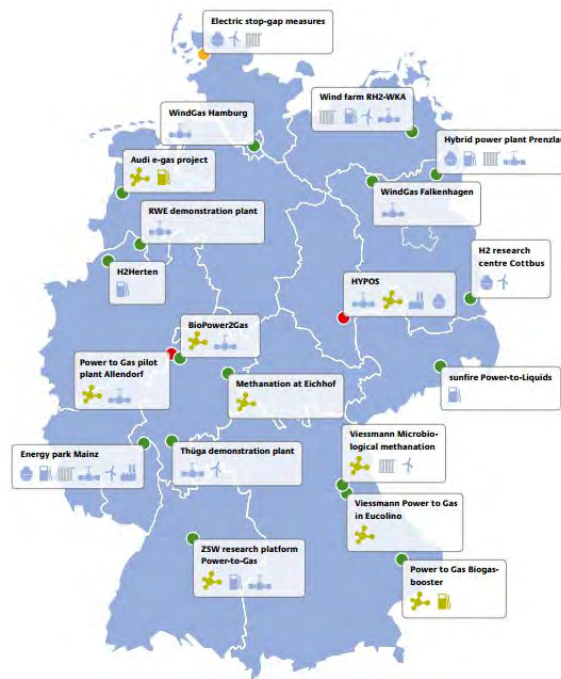 Electric stop-gap measures
Wind farm RH2-WKA
WindGas Hamburg
Hybrid power plant Prenzlau
Audi e-gas project
WindGas Falkenhagen
RWE demonstration plant
H2 research
centre Cottbus
H2Herten
HYPOS
BioPower2Gas
Power to Gas pilot
plant Allendorf
Methanation at Eichhof
sunfire Power-to-Liquids
Energy park Mainz
Thüga demonstration plant
Viessmann Microbio-
logical methanation
Viessmann Power to Gas
in Eucolino
ZSW research platform
Power-to-Gas
Power to Gas Biogas-
booster